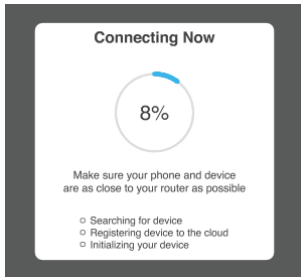 Connecting Now
8%
Make sure your phone and device
are as close to your router as possible
Searching for device
Registering device to the cloud
Initializing your device